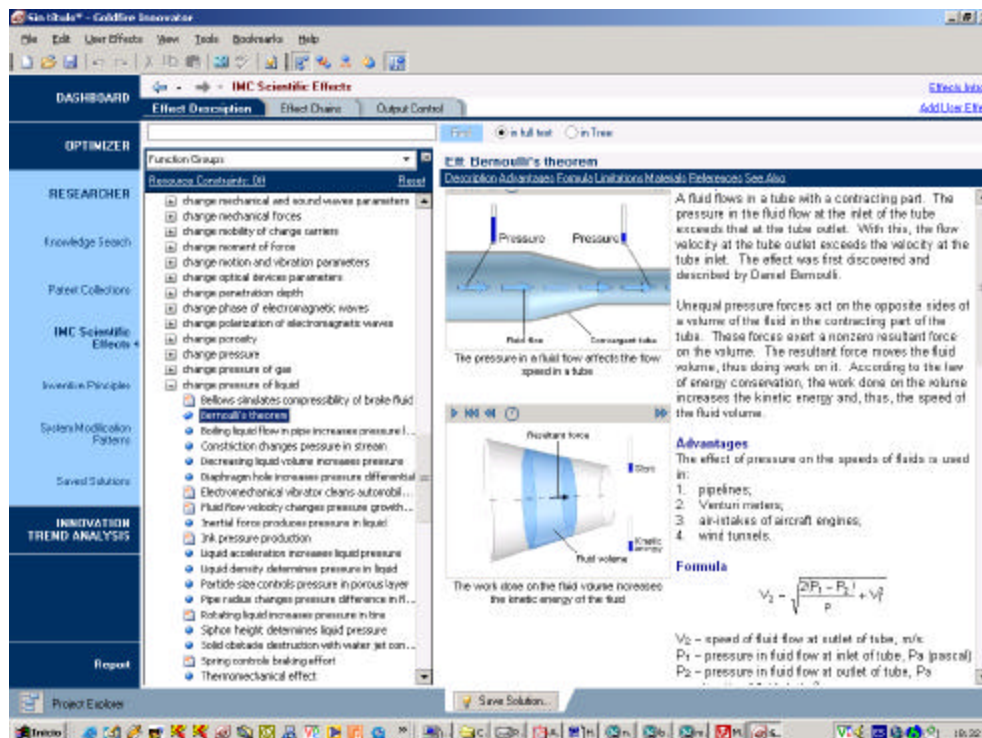 Sin título* - Goldfire Innovator
File Edit User Effects View Tools Bookmarks Help
DASHBOARD
OPTIMIZER
RESEARCHER
Knowledge Search
Patent Collections
IMC Scientific
Effects
Inventive Principles
System Modification
Patterns
Saved Solutions
INNOVATION
TREND ANALYSIS
Report
Project Explorer
IMC Scientific Effects
Effect Description Effect Chains Output Control
Add User Effe
in full text in Tree
Function Groups
Resource Constraints: Off Reset
change mechanical and sound waves parameters
change mechanical forces
change mobility of charge carriers
change moment of force
change motion and vibration parameters
change optical devices parameters
change penetration depth
change phase of electromagnetic waves
change polarization of electromagnetic waves
change porosity
change pressure
change pressure of gas
change pressure of liquid
Bellows simulates compressibility of brake fluid
Bernoulli's theorem
Boiling liquid flow in pipe increases pressure l...
Constriction changes pressure in stream
Decreasing liquid volume increases pressure
Diaphragm hole increases pressure differential
Electromechanical vibrator cleans automobil...
Fluid flow velocity changes pressure growth...
Inertial force produces pressure in liquid
Ink pressure production
Liquid acceleration increases liquid pressure
Liquid density determines pressure in liquid
Particle size controls pressure in porous layer
Pipe radius changes pressure difference in fl...
Rotating liquid increases pressure in tire
Siphon height determines liquid pressure
Solid obstacle destruction with water jet con...
Spring controls braking effort
Thermomechanical effect
Eff: Bernoulli's theorem
Description Advantages Formula Limitations Materials References See Also
Pressure Pressure
Fluid flow Convergent tube
The pressure in a fluid flow affects the flow
speed in a tube
Resultant force
Work
Kinetic
energy
Fluid volume
The work done on the fluid volume increases
the kinetic energy of the fluid
A fluid flows in a tube with a contracting part. The
pressure in the fluid flow at the inlet of the tube
exceeds that at the tube outlet. With this, the flow
velocity at the tube outlet exceeds the velocity at the
tube inlet. The effect was first discovered and
described by Daniel Bernoulli.
Unequal pressure forces act on the opposite sides of
a volume of the fluid in the contracting part of the
tube. These forces exert a nonzero resultant force
on the volume. The resultant force moves the fluid
volume, thus doing work on it. According to the law
of energy conservation, the work done on the volume
increases the kinetic energy and, thus, the speed of
the fluid volume.
Advantages
The effect of pressure on the speeds of fluids is used
in:
1. pipelines;
2. Venturi meters;
3. air-intakes of aircraft engines;
4. wind tunnels.
Formula
V₂ = √(2(P₁ - P₂)/ρ + V₁²)
V₂ – speed of fluid flow at outlet of tube, m/s
P₁ – pressure in fluid flow at inlet of tube, Pa (pascal)
P₂ – pressure in fluid flow at outlet of tube, Pa
Save Solution...
Inicio